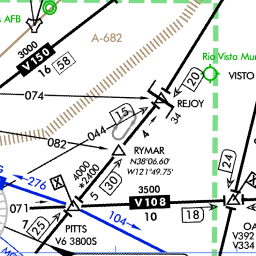 s AFB
A-682
3000
V150
16 58
Rio Vista Mun
VISTO
20
074
15
REJOY
34
044
4
082
RYMAR
N38°06.60'
W121°49.75'
4000
*2400
24
X
276
5
30
3500
V108
071
10
18
7
25
PITTS
V6 3800S
104
OA
V392
V334